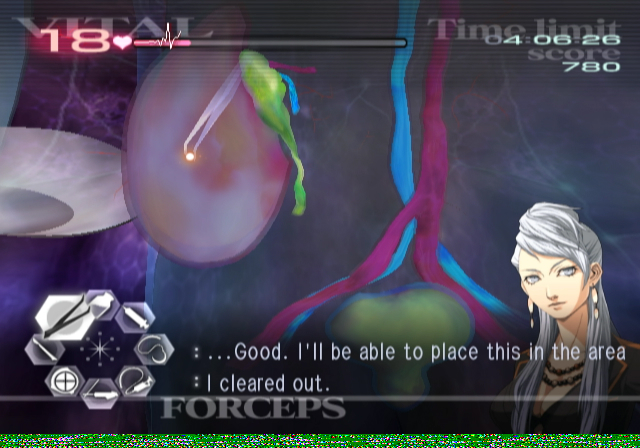 VITAL
18
Time limit
04:06:26
score
780
:...Good. I'll be able to place this in the area
:I cleared out.
FORCEPS